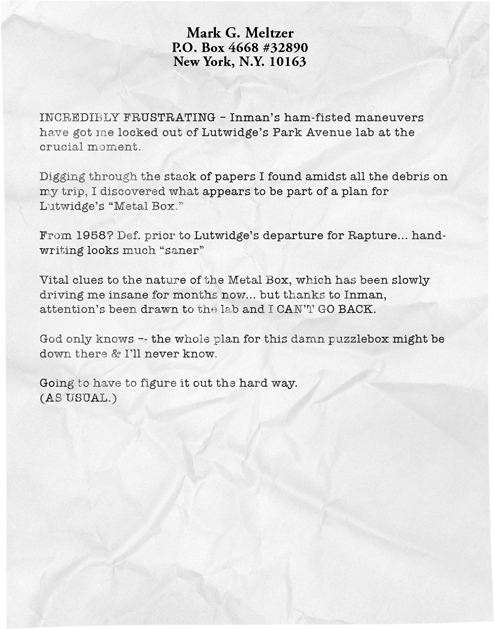 Mark G. Meltzer
P.O. Box 4668 #32890
New York, N.Y. 10163
INCREDIBLY FRUSTRATING – Inman's ham-fisted maneuvers
have got me locked out of Lutwidge's Park Avenue lab at the
crucial moment.
Digging through the stack of papers I found amidst all the debris on
my trip, I discovered what appears to be part of a plan for
Lutwidge's "Metal Box."
From 1958? Def. prior to Lutwidge's departure for Rapture... hand-
writing looks much "saner"
Vital clues to the nature of the Metal Box, which has been slowly
driving me insane for months now... but thanks to Inman,
attention's been drawn to the lab and I CAN'T GO BACK.
God only knows -- the whole plan for this damn puzzlebox might be
down there & I'll never know.
Going to have to figure it out the hard way.
(AS USUAL.)